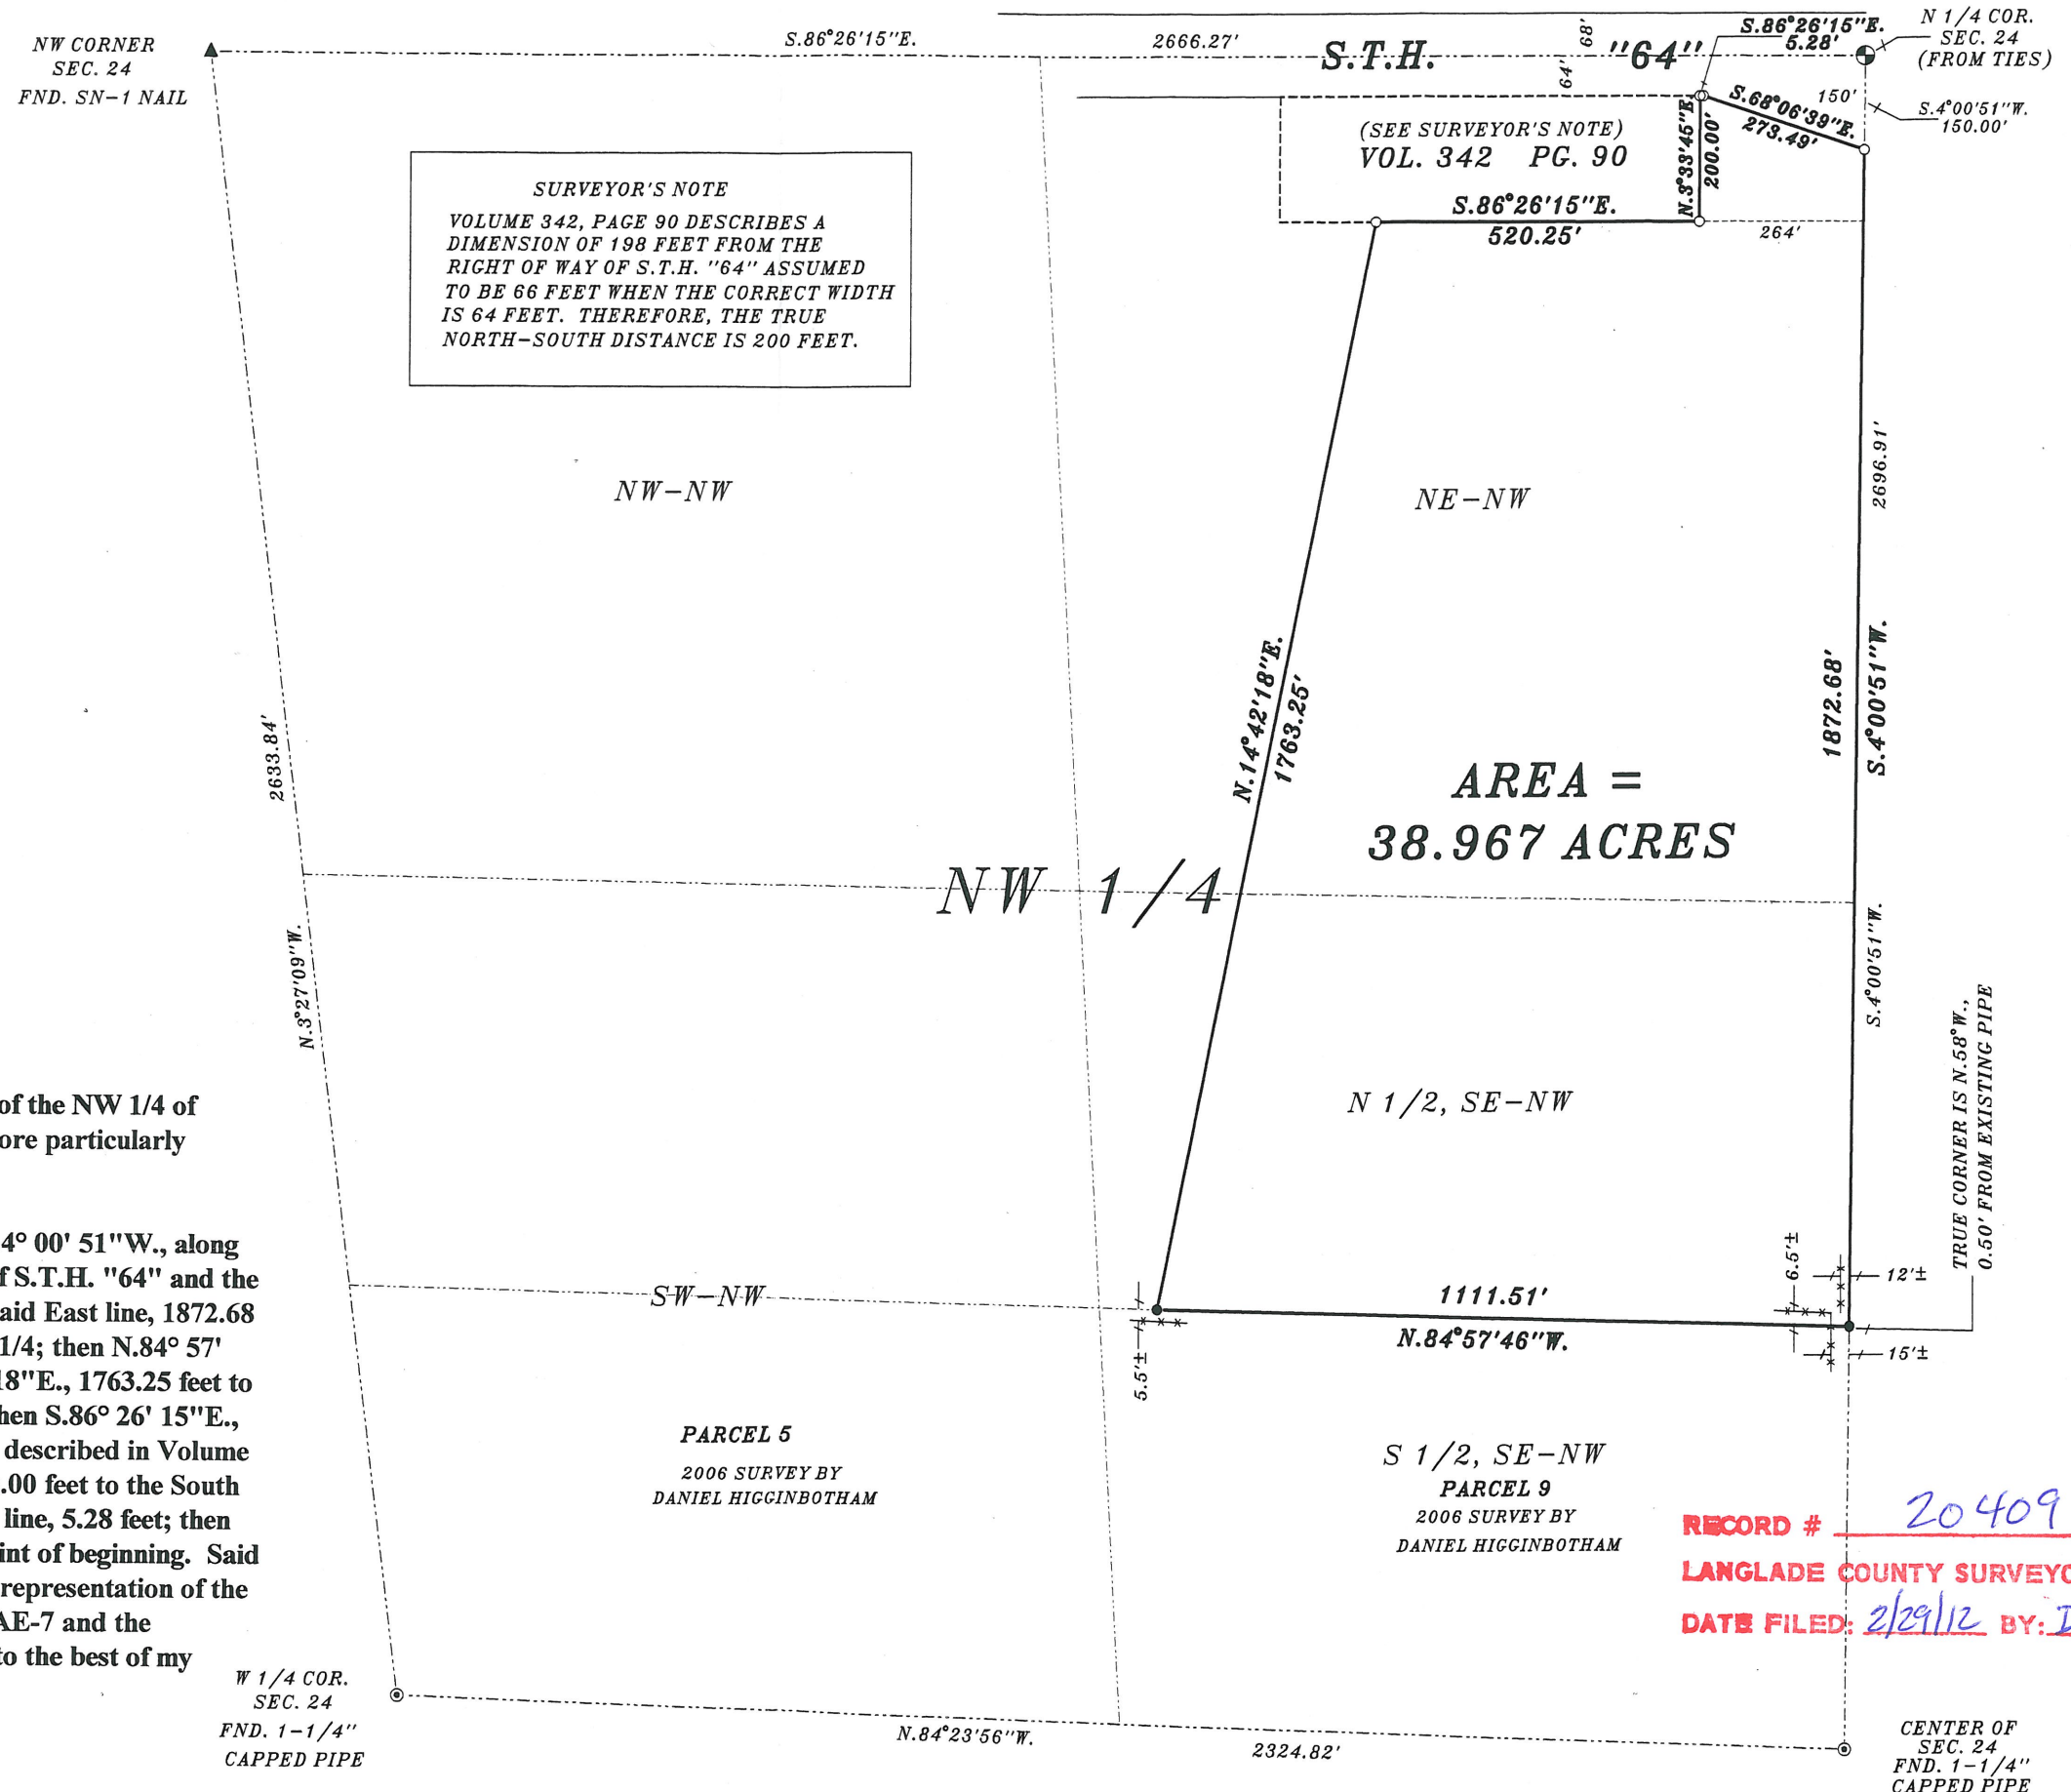 NW CORNER
SEC. 24
FND. SN-1 NAIL
S.86°26'15"E.
2666.27'
S.T.H. "64"
68'
64'
S.86°26'15"E.
5.28'
N 1/4 COR.
SEC. 24
(FROM TIES)
150'
S.4°00'51"W.
150.00'
S.68°06'39"E.
273.49'
(SEE SURVEYOR'S NOTE)
VOL. 342 PG. 90
N.3°33'45"E.
200.00'
S.86°26'15"E.
520.25'
264'
SURVEYOR'S NOTE
VOLUME 342, PAGE 90 DESCRIBES A
DIMENSION OF 198 FEET FROM THE
RIGHT OF WAY OF S.T.H. "64" ASSUMED
TO BE 66 FEET WHEN THE CORRECT WIDTH
IS 64 FEET. THEREFORE, THE TRUE
NORTH-SOUTH DISTANCE IS 200 FEET.
NW-NW
NE-NW
2696.91'
2633.84'
N.3°27'09"W.
N.14°42'18"E.
1763.25'
1872.68'
S.4°00'51"W.
AREA =
38.967 ACRES
NW 1/4
S.4°00'51"W.
N 1/2, SE-NW
TRUE CORNER IS N.58°W.,
0.50' FROM EXISTING PIPE
of the NW 1/4 of
ore particularly
4° 00' 51"W., along
f S.T.H. "64" and the
aid East line, 1872.68
1/4; then N.84° 57'
18"E., 1763.25 feet to
hen S.86° 26' 15"E.,
described in Volume
.00 feet to the South
line, 5.28 feet; then
int of beginning. Said
representation of the
AE-7 and the
to the best of my
SW-NW
5.5'±
1111.51'
N.84°57'46"W.
6.5'±
12'±
15'±
PARCEL 5
2006 SURVEY BY
DANIEL HIGGINBOTHAM
S 1/2, SE-NW
PARCEL 9
2006 SURVEY BY
DANIEL HIGGINBOTHAM
RECORD # 20409
LANGLADE COUNTY SURVEYO
DATE FILED: 2/29/12 BY:
W 1/4 COR.
SEC. 24
FND. 1-1/4"
CAPPED PIPE
N.84°23'56"W.
2324.82'
CENTER OF
SEC. 24
FND. 1-1/4"
CAPPED PIPE